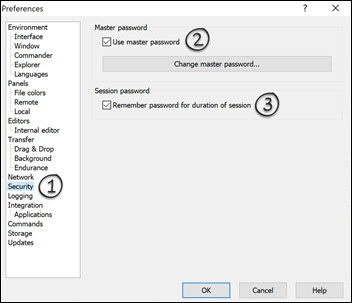 Preferences
Environment
Interface
Window
Commander
Explorer
Languages
Panels
File colors
Remote
Local
Editors
Internal editor
Transfer
Drag & Drop
Background
Endurance
Network
Security
1
Logging
Integration
Applications
Commands
Storage
Updates
Master password
Use master password
2
Change master password...
Session password
Remember password for duration of session
3
OK
Cancel
Help